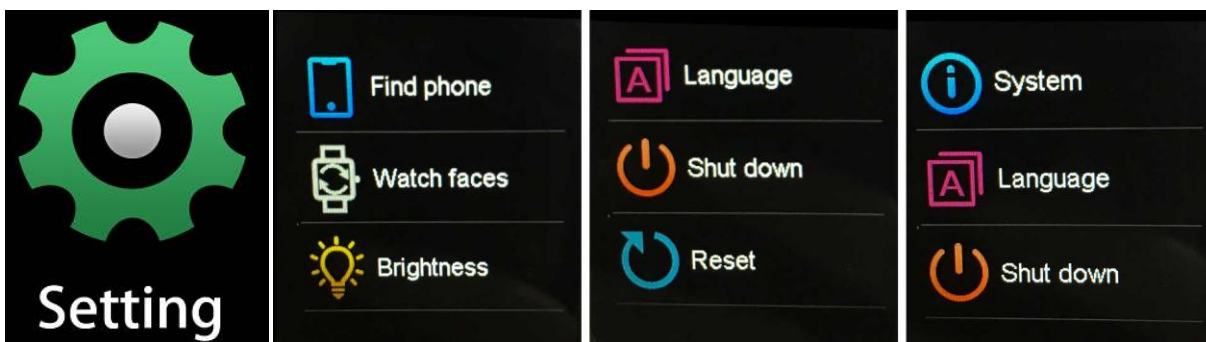 Setting
Find phone
Watch faces
Brightness
A Language
Shut down
Reset
i System
A Language
Shut down